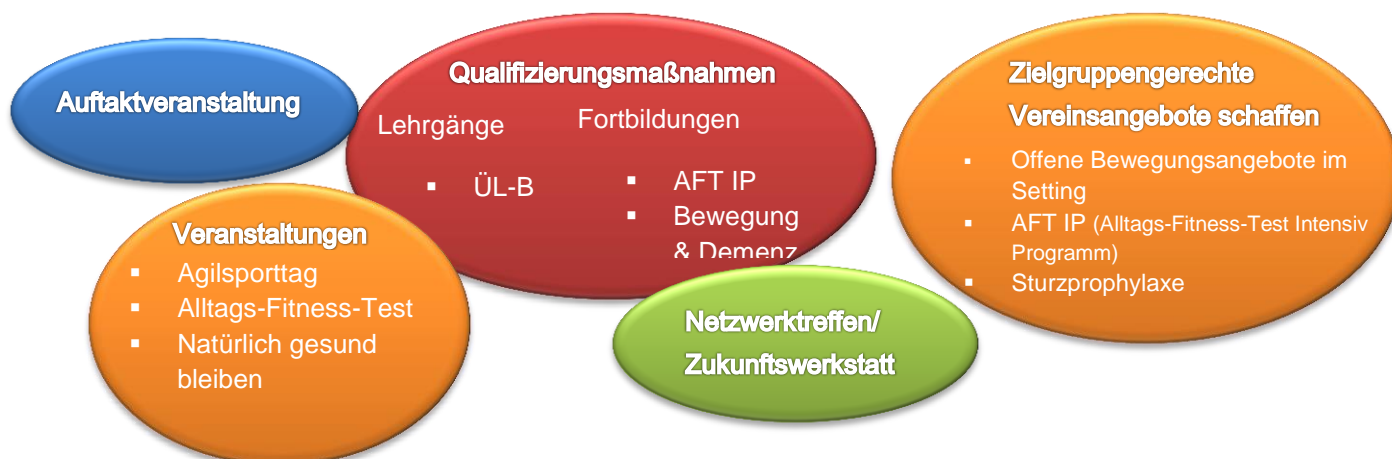 Auftaktveranstaltung
Qualifizierungsmaßnahmen
Lehrgänge
▪ ÜL-B
Fortbildungen
▪ AFT IP
▪ Bewegung
& Demenz
Zielgruppengerechte
Vereinsangebote schaffen
▪ Offene Bewegungsangebote im
Setting
▪ AFT IP (Alltags-Fitness-Test Intensiv
Programm)
▪ Sturzprophylaxe
Veranstaltungen
▪ Agilsporttag
▪ Alltags-Fitness-Test
▪ Natürlich gesund
bleiben
Netzwerktreffen/
Zukunftswerkstatt